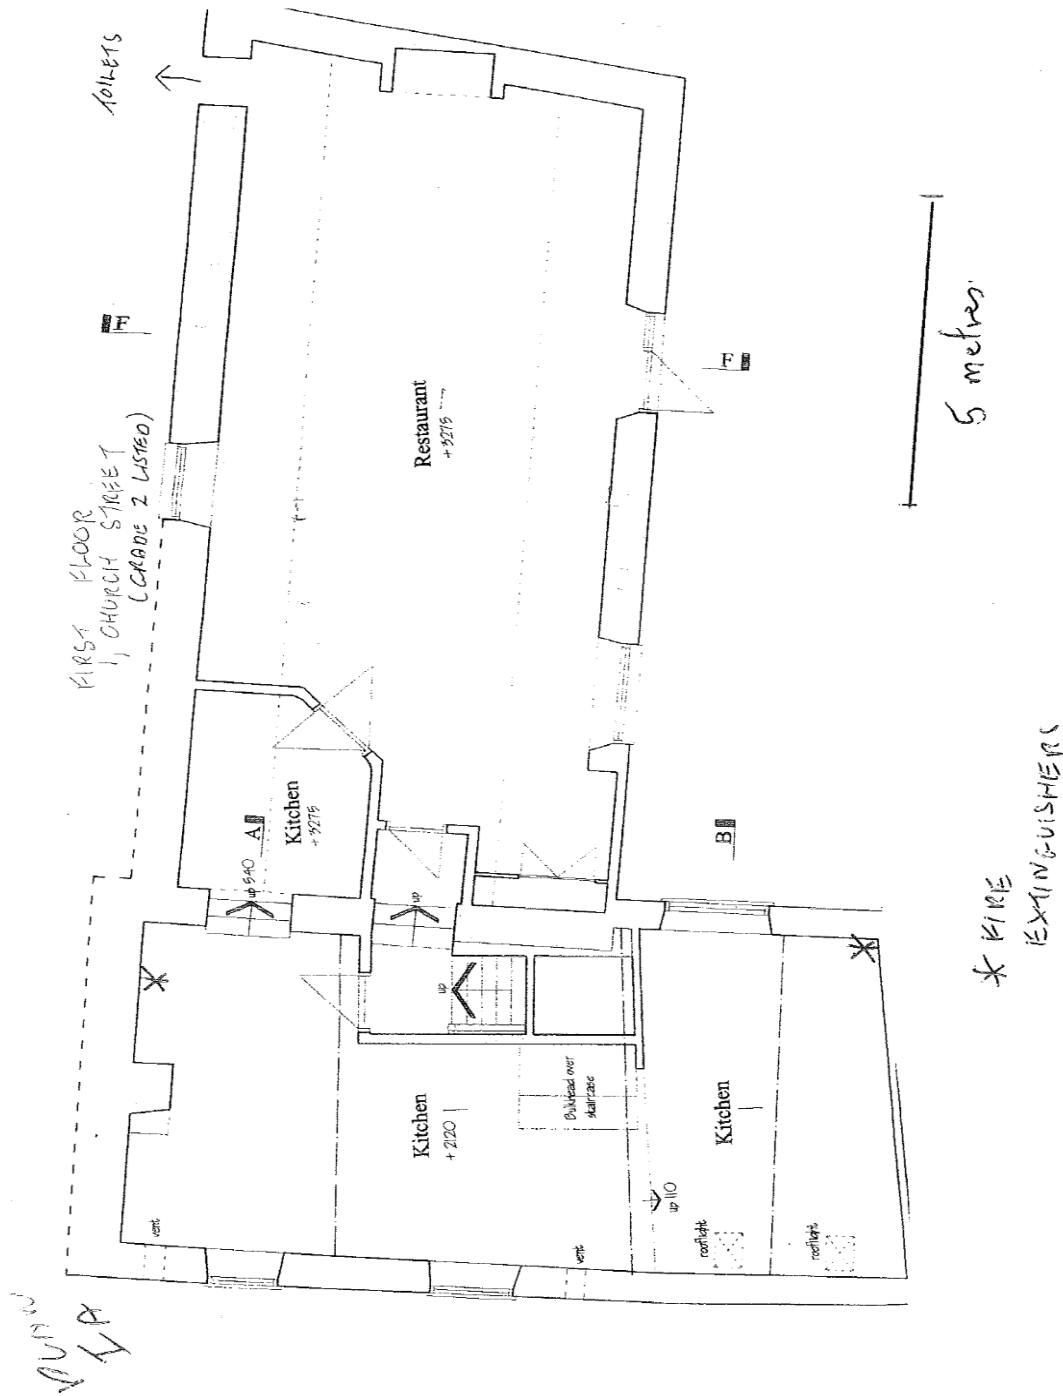 TOILETS
F
FIRST FLOOR
1, CHURCH STREET
(GRADE 2 LISTED)
Restaurant
+3275
F
5 metres
Kitchen
+3275
A
up 540
up
up
B
* FIRE
EXTINGUISHERS
Kitchen
+2120
Bulkhead over
staircase
Kitchen
up 110
vent
vent
rooflight
rooflight